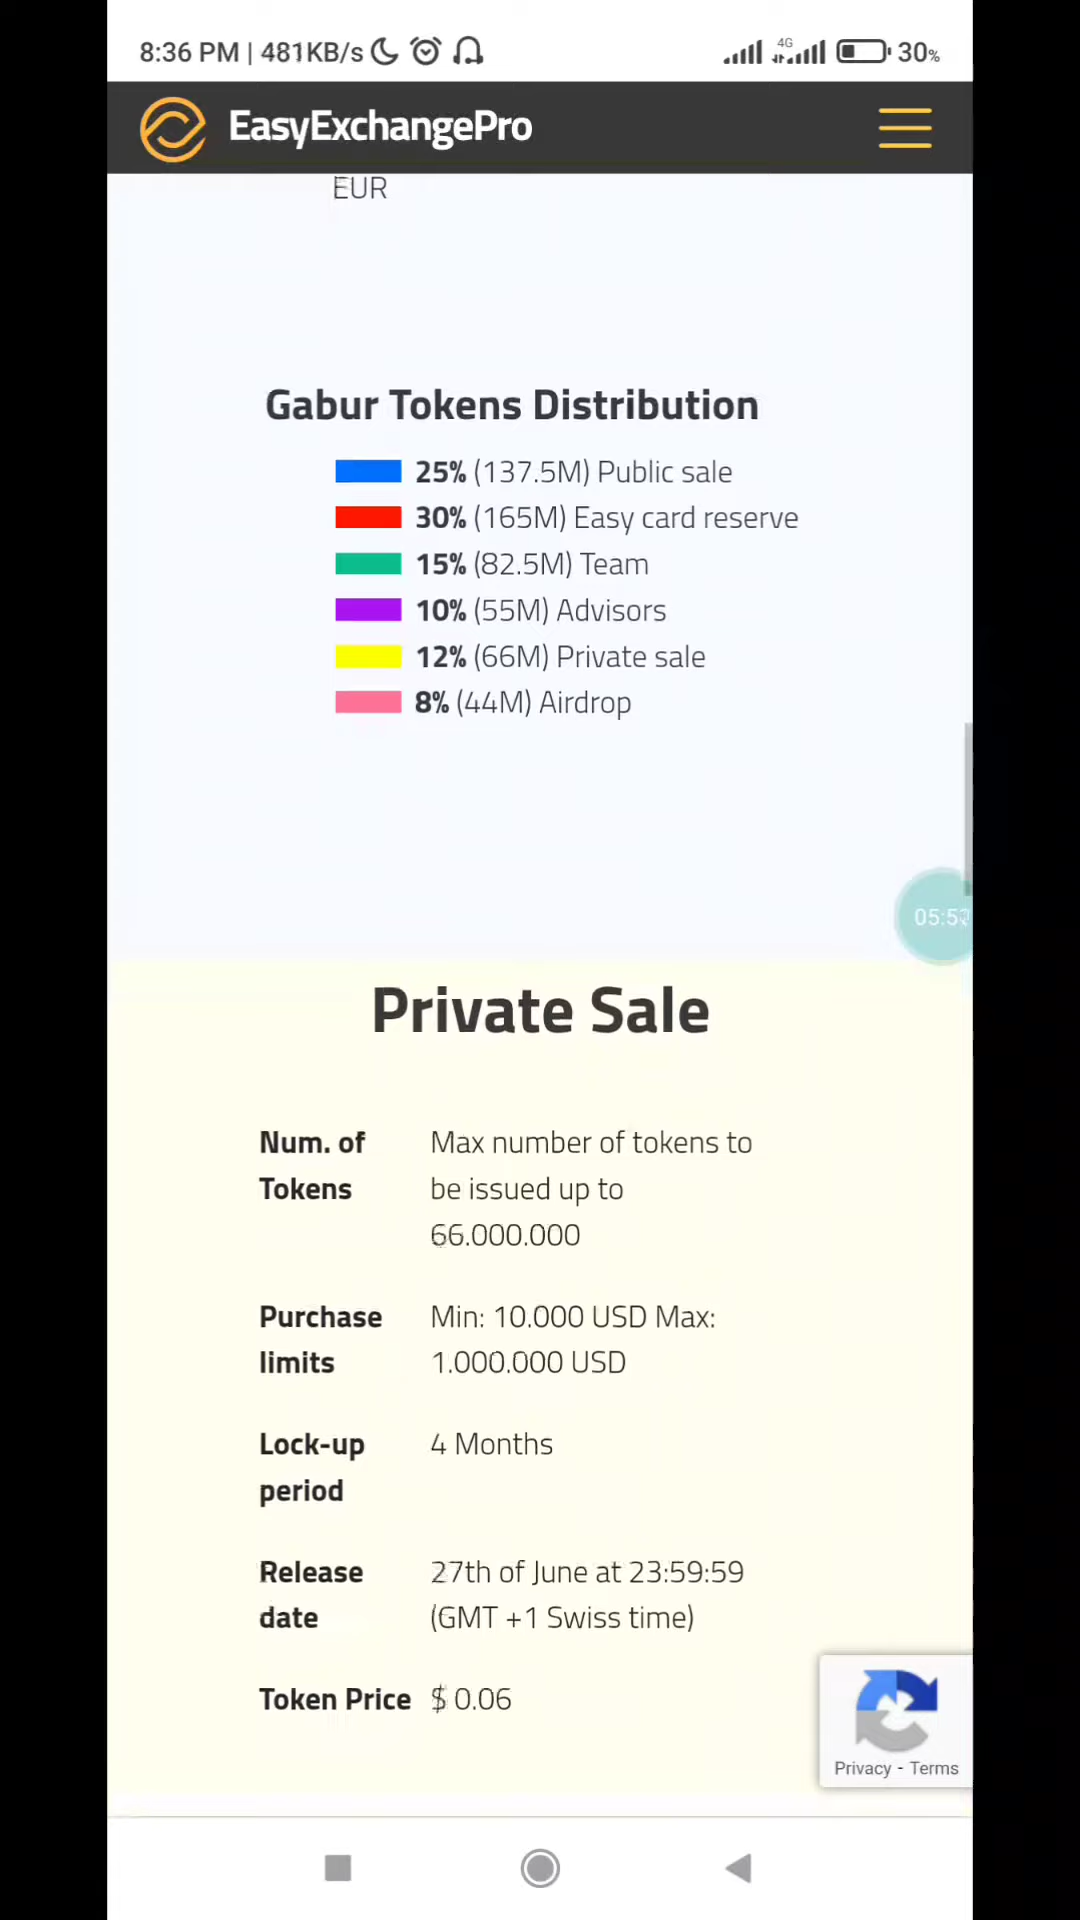 8:36 PM | 481KB/s
4G
30%
EasyExchangePro
EUR
Gabur Tokens Distribution
25% (137.5M) Public sale
30% (165M) Easy card reserve
15% (82.5M) Team
10% (55M) Advisors
12% (66M) Private sale
8% (44M) Airdrop
Private Sale
Num. of Tokens
Max number of tokens to
be issued up to
66.000.000
Purchase limits
Min: 10.000 USD Max:
1.000.000 USD
Lock-up period
4 Months
Release date
27th of June at 23:59:59
(GMT +1 Swiss time)
Token Price
$ 0.06
Privacy - Terms